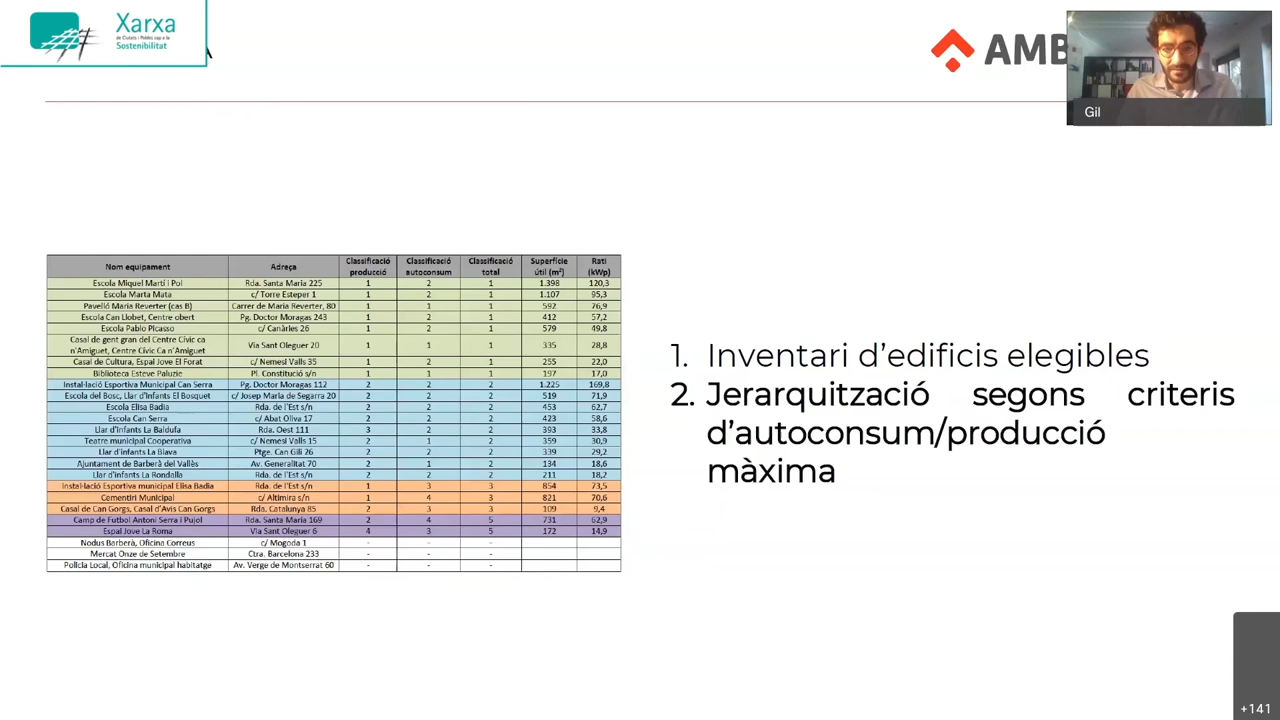 Xarxa
de Ciutats i Pobles cap a la
Sostenibilitat
A
AMB
Gil
Nom equipament Adreça Classificació producció Classificació autoconsum Classificació total Superfície útil (m²) Rati (kWp)
Escola Miquel Martí i Pol Rda. Santa Maria 225 1 2 1 1.398 120,3
Escola Marta Mata c/ Torre Esteper 1 1 2 1 1.107 95,3
Pavelló Maria Reverter (cas B) Carrer de Maria Reverter, 80 1 1 1 592 76,9
Escola Can Llobet, Centre obert Pg. Doctor Moragas 243 1 2 1 412 57,2
Escola Pablo Picasso c/ Canàries 26 1 2 1 579 49,8
Casal de gent gran del Centre Cívic ca n'Amiguet, Centre Cívic Ca n'Amiguet Via Sant Oleguer 20 1 1 1 335 28,8
Casal de Cultura, Espai Jove El Forat c/ Nemesi Valls 35 1 2 1 255 22,0
Biblioteca Esteve Paluzie Pl. Constitució s/n 1 1 1 197 17,0
Instal·lació Esportiva Municipal Can Serra Pg. Doctor Moragas 112 2 2 2 1.225 169,8
Escola del Bosc, Llar d'Infants El Bosquet c/ Josep Maria de Segarra 20 2 2 2 519 71,9
Escola Elisa Badia Rda. de l'Est s/n 2 2 2 453 62,7
Escola Can Serra c/ Abat Oliva 17 2 2 2 423 58,6
Llar d'infants La Baldufa Rda. Oest 111 3 2 2 393 33,8
Teatre municipal Cooperativa c/ Nemesi Valls 15 2 1 2 359 30,9
Llar d'infants La Blava Ptge. Can Gili 26 2 2 2 339 29,2
Ajuntament de Barberà del Vallès Av. Generalitat 70 2 1 2 134 18,6
Llar d'infants La Rondalla Rda. de l'Est s/n 2 2 2 211 18,2
Instal·lació Esportiva municipal Elisa Badia Rda. de l'Est s/n 1 3 3 854 73,5
Cementiri Municipal c/ Altimira s/n 1 4 3 821 70,6
Casal de Can Gorgs, Casal d'Avis Can Gorgs Rda. Catalunya 85 2 3 3 109 9,4
Camp de Futbol Antoni Serra i Pujol Rda. Santa Maria 169 2 4 5 731 62,9
Espai Jove La Roma Via Sant Oleguer 6 4 3 5 172 14,9
Nodus Barberà, Oficina Correus c/ Mogoda 1 - - -
Mercat Onze de Setembre Ctra. Barcelona 233 - - -
Policia Local, Oficina municipal habitatge Av. Verge de Montserrat 60 - - -
1. Inventari d'edificis elegibles
2. Jerarquització segons criteris
d'autoconsum/producció
màxima
+141